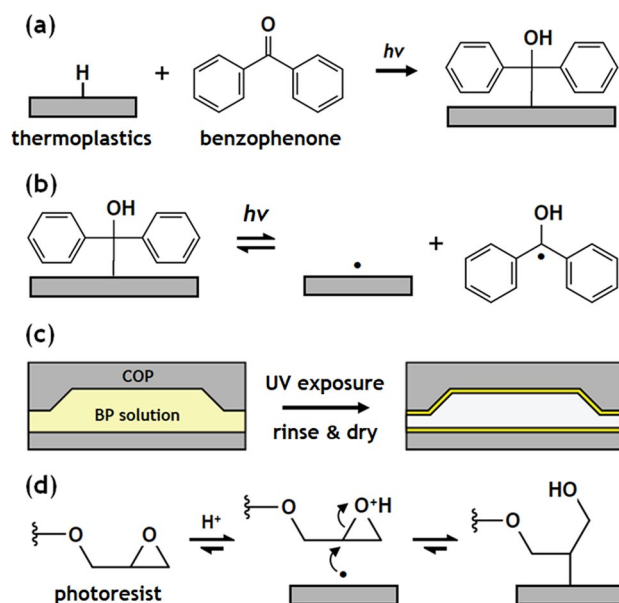 (a)
H
+
O
hν
OH
thermoplastics
benzophenone
(b)
OH
hν
+
OH
(c)
COP
BP solution
UV exposure
rinse & dry
(d)
O
O
H⁺
O
O⁺H
HO
O
photoresist